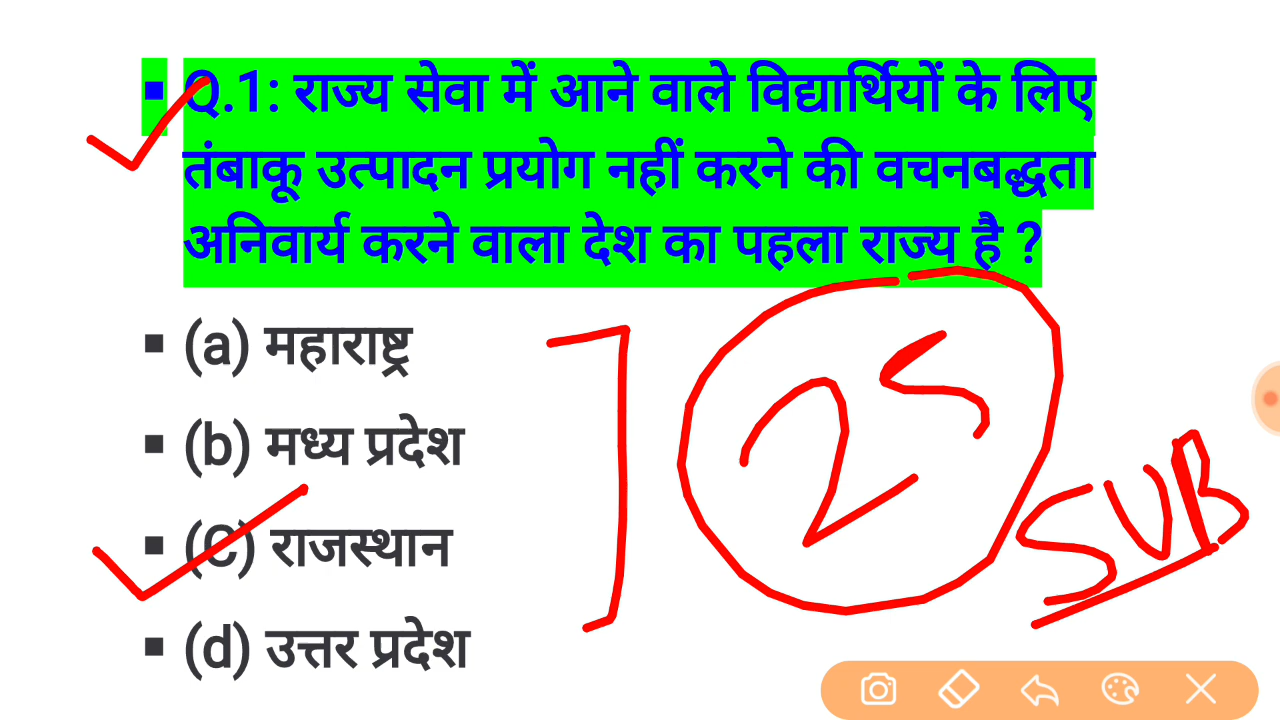 Q.1: राज्य सेवा में आने वाले विद्यार्थियों के लिए
तंबाकू उत्पादन प्रयोग नहीं करने की वचनबद्धता
अनिवार्य करने वाला देश का पहला राज्य है ?
(a) महाराष्ट्र
(b) मध्य प्रदेश
(C) राजस्थान
(d) उत्तर प्रदेश
25
SUB